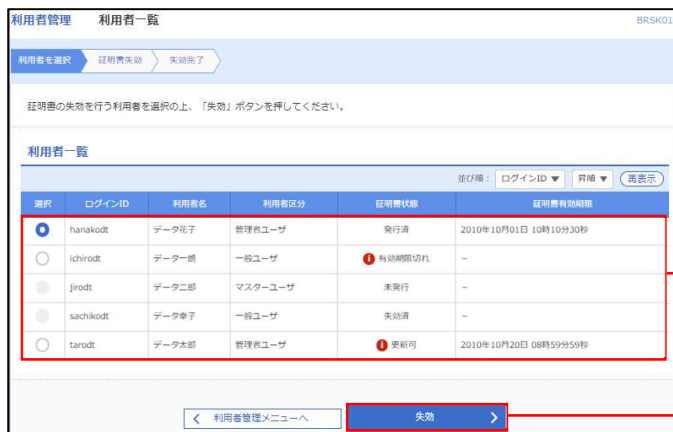 利用者管理 利用者一覧 BRSK01
利用者を選択 証明書失効 失効完了
証明書の失効を行う利用者を選択の上、「失効」ボタンを押してください。
利用者一覧
並び順： ログインID ▼ 昇順 ▼ 再表示
選択 ログインID 利用者名 利用者区分 証明書状態 証明書有効期限
hanakodt データ花子 管理者ユーザ 発行済 2010年10月01日 10時10分30秒
ichirodt データ一郎 一般ユーザ 有効期限切れ −
jirodt データ二郎 マスターユーザ 未発行 −
sachikodt データ幸子 一般ユーザ 失効済 −
tarodt データ太郎 管理者ユーザ 更新可 2010年10月20日 08時59分59秒
利用者管理メニューへ 失効